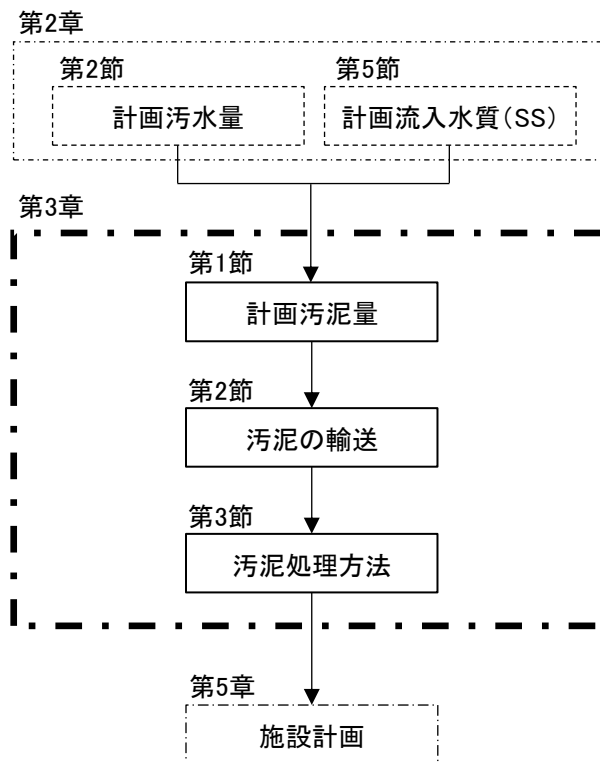 第2章
第2節
第5節
計画汚水量
計画流入水質(SS)
第3章
第1節
計画汚泥量
第2節
汚泥の輸送
第3節
汚泥処理方法
第5章
施設計画